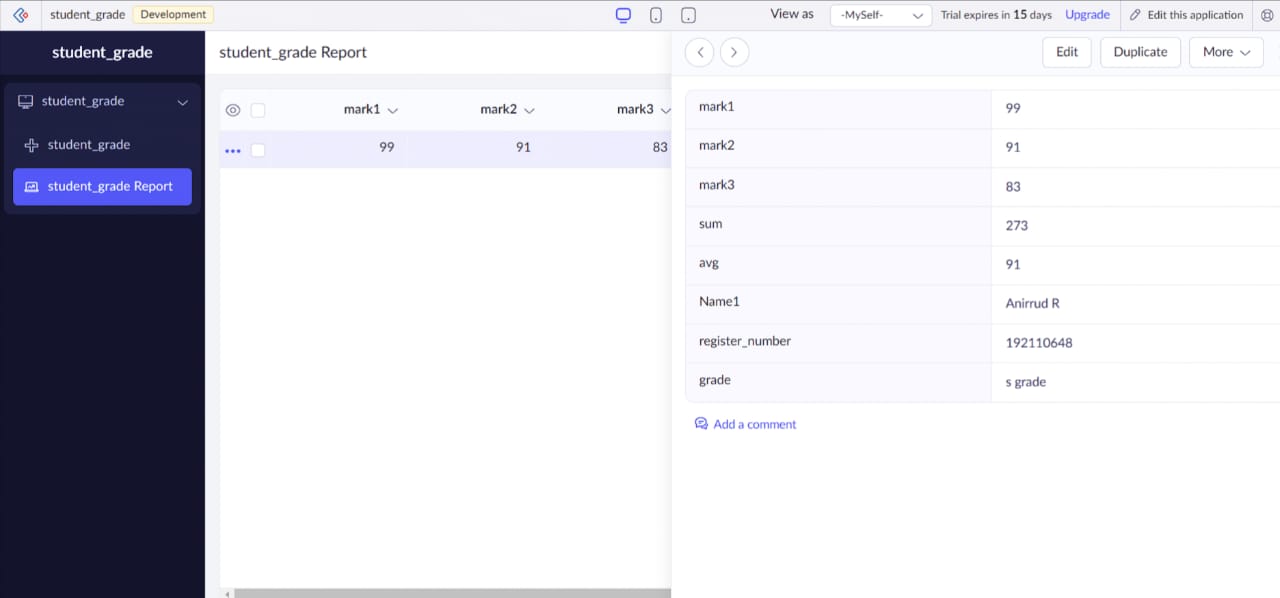 student_grade Development View as -MySelf- Trial expires in 15 days Upgrade Edit this application
student_grade
student_grade
student_grade
student_grade Report
student_grade Report
mark1 mark2 mark3
99 91 83
Edit Duplicate More
mark1 99
mark2 91
mark3 83
sum 273
avg 91
Name1 Anirrud R
register_number 192110648
grade s grade
Add a comment